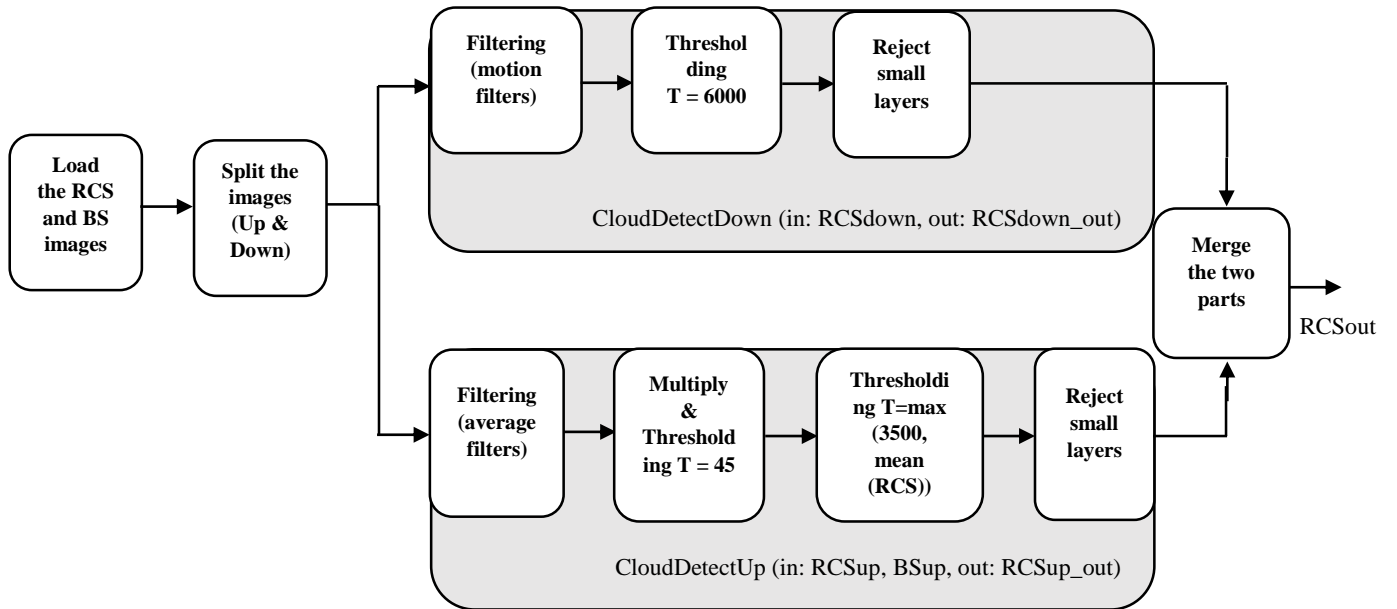 Load
the RCS
and BS
images
Split the
images
(Up &
Down)
Filtering
(motion
filters)
Threshol
ding
T = 6000
Reject
small
layers
CloudDetectDown (in: RCSdown, out: RCSdown_out)
Filtering
(average
filters)
Multiply
&
Threshold
ing T = 45
Thresholdi
ng T=max
(3500,
mean
(RCS))
Reject
small
layers
CloudDetectUp (in: RCSup, BSup, out: RCSup_out)
Merge
the two
parts
RCSout